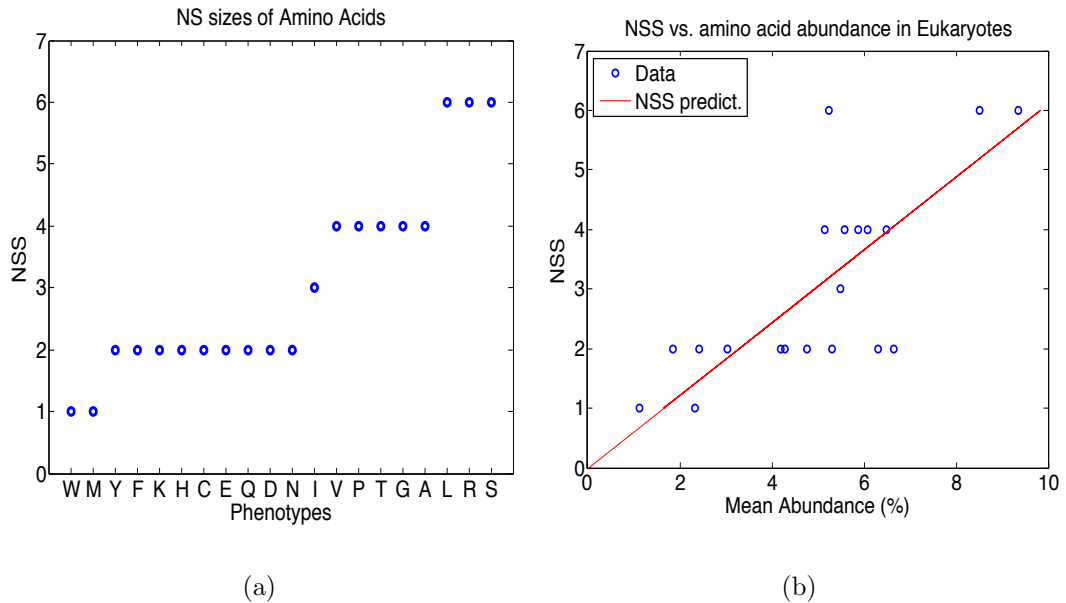 NS sizes of Amino Acids
7
6
5
4
3
2
1
0
NSS
W M Y F K H C E Q D N I V P T G A L R S
Phenotypes
(a)
NSS vs. amino acid abundance in Eukaryotes
Data
NSS predict.
7
6
5
4
3
2
1
0
NSS
0 2 4 6 8 10
Mean Abundance (%)
(b)